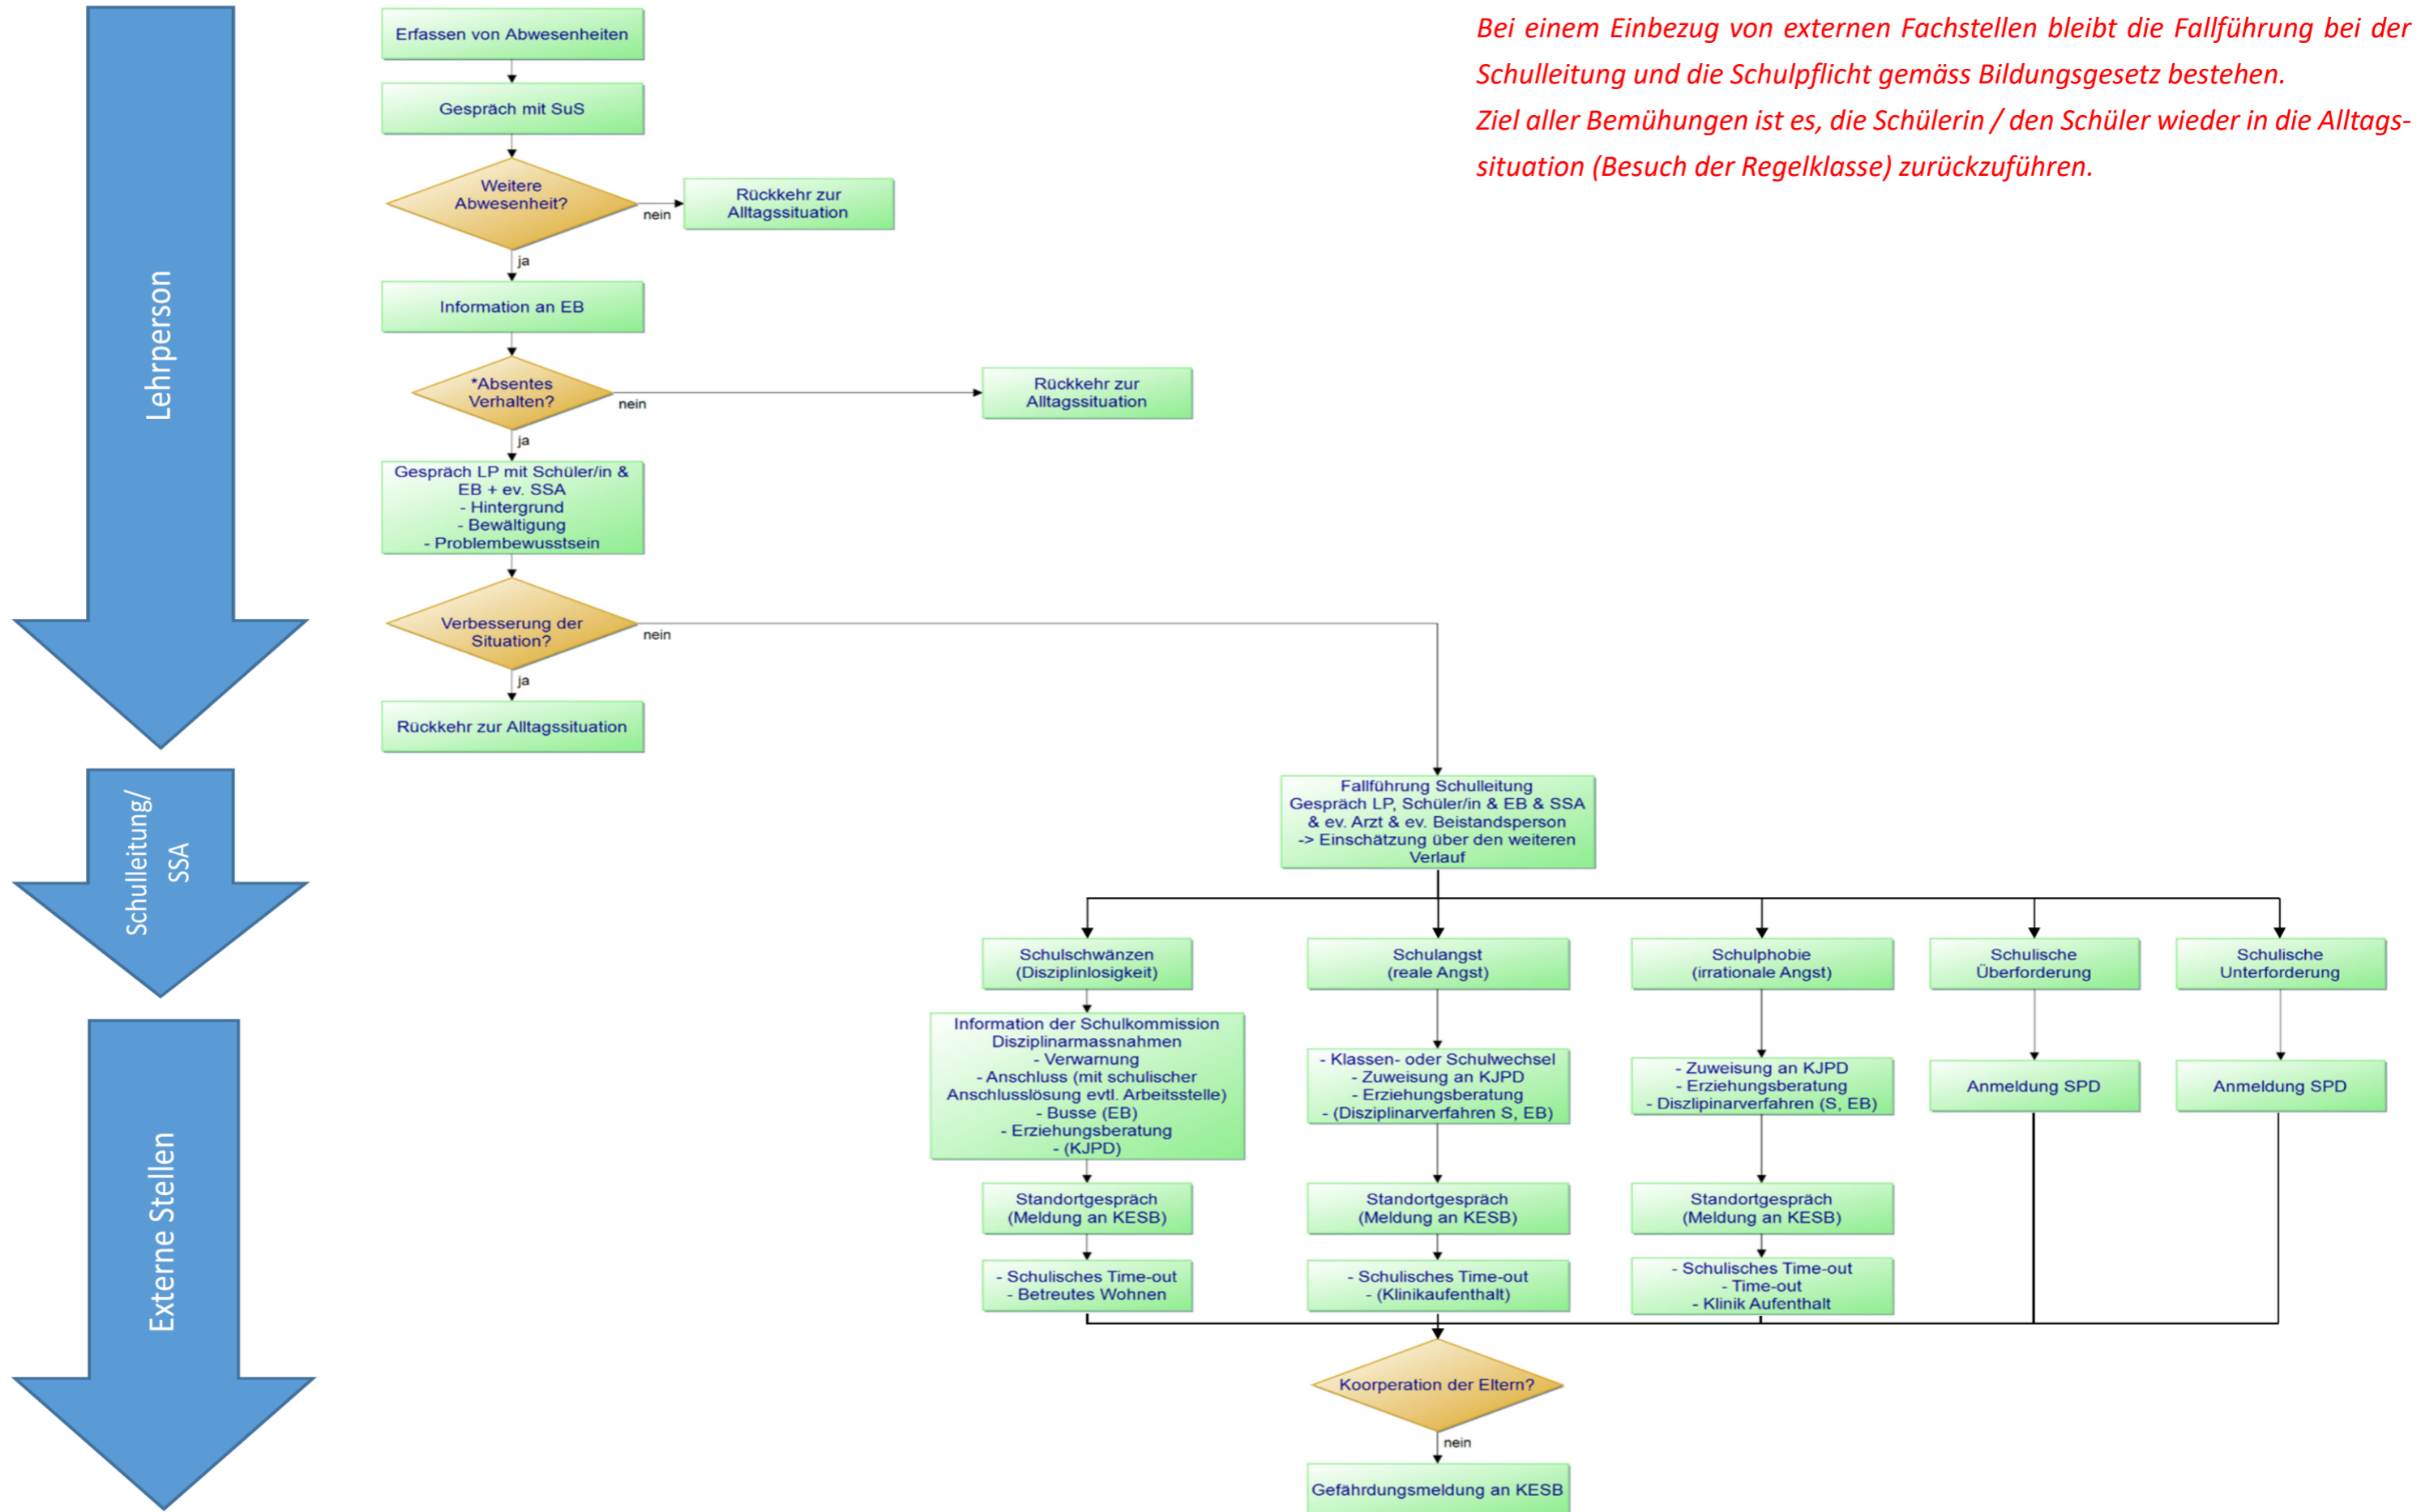 Bei einem Einbezug von externen Fachstellen bleibt die Fallführung bei der
Schulleitung und die Schulpflicht gemäss Bildungsgesetz bestehen.
Ziel aller Bemühungen ist es, die Schülerin / den Schüler wieder in die Alltags-
situation (Besuch der Regelklasse) zurückzuführen.
Lehrperson
Erfassen von Abwesenheiten
Gespräch mit SuS
Weitere
Abwesenheit?
nein
Rückkehr zur
Alltagssituation
ja
Information an EB
*Absentes
Verhalten?
nein
Rückkehr zur
Alltagssituation
ja
Gespräch LP mit Schüler/in &
EB + ev. SSA
- Hintergrund
- Bewältigung
- Problembewusstsein
Verbesserung der
Situation?
nein
ja
Rückkehr zur Alltagssituation
Schulleitung/
SSA
Fallführung Schulleitung
Gespräch LP, Schüler/in & EB & SSA
& ev. Arzt & ev. Beistandsperson
-> Einschätzung über den weiteren
Verlauf
Schulschwänzen
(Disziplinlosigkeit)
Schulangst
(reale Angst)
Schulphobie
(irrationale Angst)
Schulische
Überforderung
Schulische
Unterforderung
Externe Stellen
Information der Schulkommission
Disziplinarmassnahmen
- Verwarnung
- Anschluss (mit schulischer
Anschlusslösung evtl. Arbeitsstelle)
- Busse (EB)
- Erziehungsberatung
- (KJPD)
- Klassen- oder Schulwechsel
- Zuweisung an KJPD
- Erziehungsberatung
- (Disziplinarverfahren S, EB)
- Zuweisung an KJPD
- Erziehungsberatung
- Diszlipinarverfahren (S, EB)
Anmeldung SPD
Anmeldung SPD
Standortgespräch
(Meldung an KESB)
Standortgespräch
(Meldung an KESB)
Standortgespräch
(Meldung an KESB)
- Schulisches Time-out
- Betreutes Wohnen
- Schulisches Time-out
- (Klinikaufenthalt)
- Schulisches Time-out
- Time-out
- Klinik Aufenthalt
Koorperation der Eltern?
nein
Gefährdungsmeldung an KESB